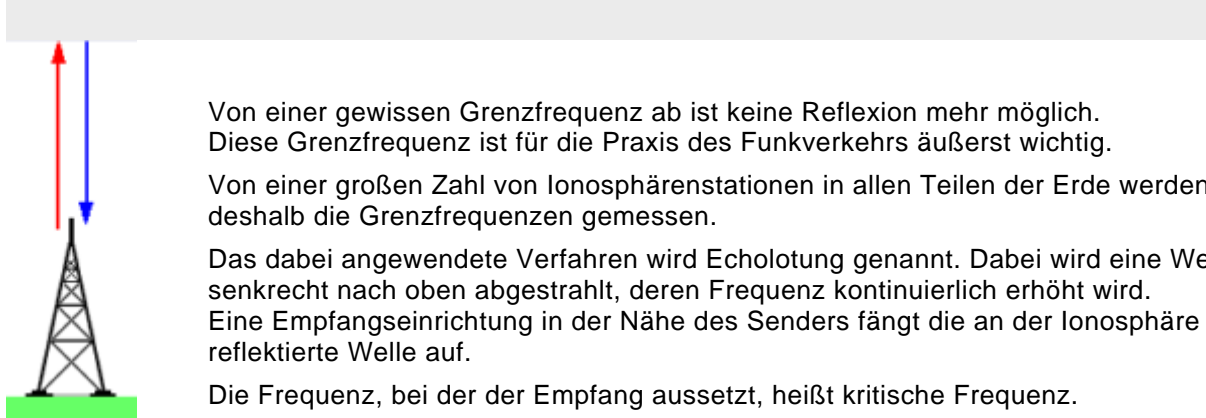 Von einer gewissen Grenzfrequenz ab ist keine Reflexion mehr möglich.
Diese Grenzfrequenz ist für die Praxis des Funkverkehrs äußerst wichtig.
Von einer großen Zahl von Ionosphärenstationen in allen Teilen der Erde werden
deshalb die Grenzfrequenzen gemessen.
Das dabei angewendete Verfahren wird Echolotung genannt. Dabei wird eine
senkrecht nach oben abgestrahlt, deren Frequenz kontinuierlich erhöht wird.
Eine Empfangseinrichtung in der Nähe des Senders fängt die an der Ionosphäre
reflektierte Welle auf.
Die Frequenz, bei der der Empfang aussetzt, heißt kritische Frequenz.